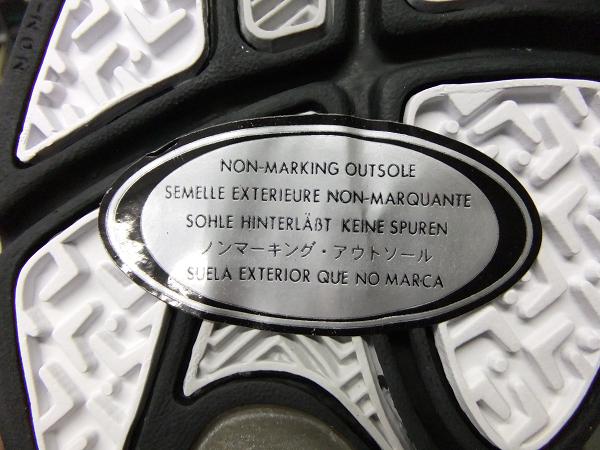 NON-MARKING OUTSOLE
SEMELLE EXTERIEURE NON-MARQUANTE
SOHLE HINTERLÄßT KEINE SPUREN
ノンマーキング・アウトソール
SUELA EXTERIOR QUE NO MARCA